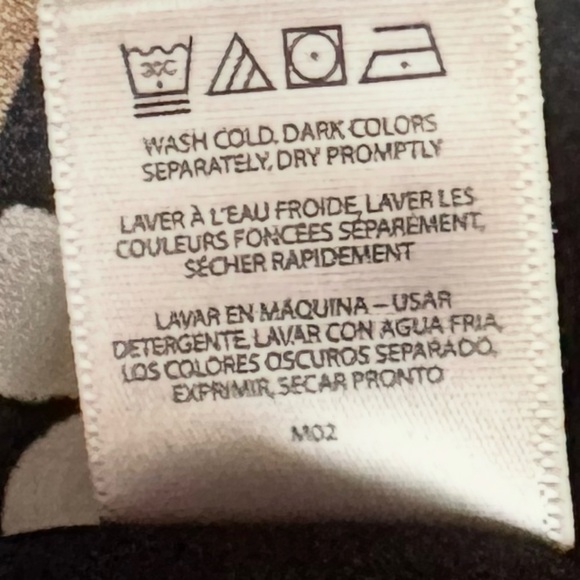 30C
WASH COLD, DARK COLORS
SEPARATELY, DRY PROMPTLY
LAVER À L'EAU FROIDE, LAVER LES
COULEURS FONCÉES SÉPARÉMENT,
SÉCHER RAPIDEMENT
LAVAR EN MÁQUINA – USAR
DETERGENTE, LAVAR CON AGUA FRIA,
LOS COLORES OSCUROS SEPARADO,
EXPRIMIR, SECAR PRONTO
M02